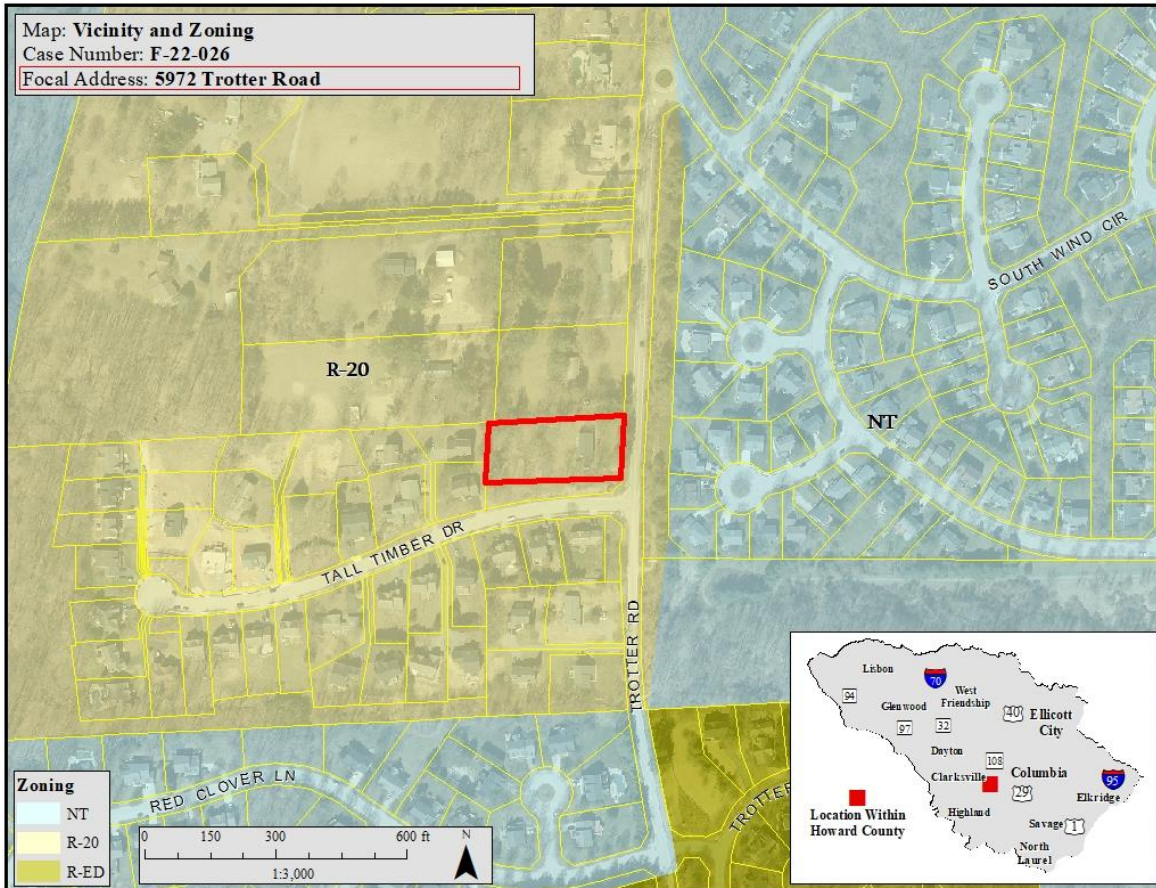 Map: Vicinity and Zoning
Case Number: F-22-026
Focal Address: 5972 Trotter Road
SOUTH WIND CIR
R-20
NT
TALL TIMBER DR
TROTTER RD
RED CLOVER LN
TROTTER
Zoning
NT
R-20
R-ED
0 150 300 600 ft
1:3,000
N
Location Within
Howard County
Lisbon
70
94
West
Friendship
Glenwood
40
Ellicott
City
97
32
Dayton
108
Clarksville
Columbia
29
95
Elkridge
Highland
Savage
1
North
Laurel